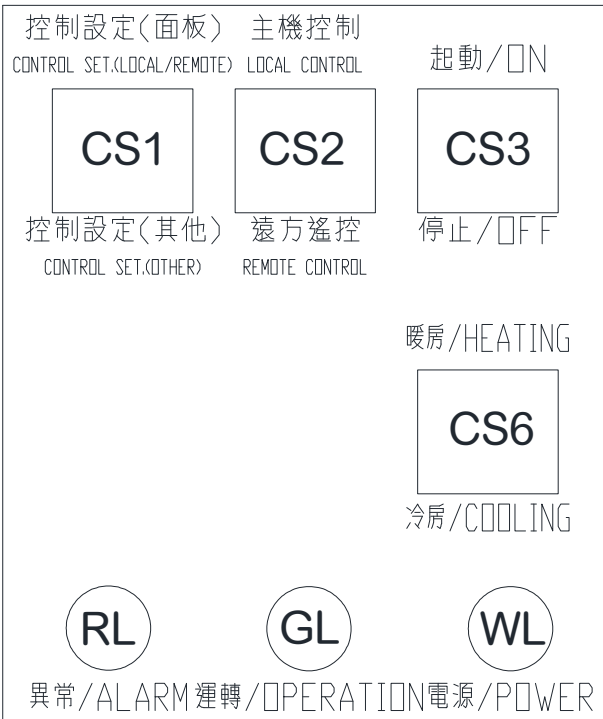 控制設定(面板) 主機控制
起動/ON
CONTROL SET.(LOCAL/REMOTE) LOCAL CONTROL
CS1 CS2 CS3
控制設定(其他) 遠方遙控 停止/OFF
CONTROL SET.(OTHER) REMOTE CONTROL
暖房/HEATING
CS6
冷房/COOLING
RL GL WL
異常/ALARM 運轉/OPERATION 電源/POWER